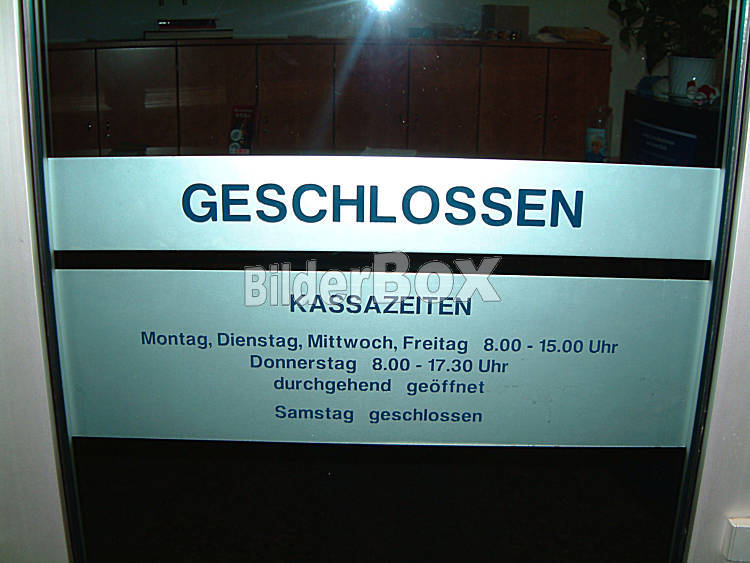 GESCHLOSSEN
BilderBox
KASSAZEITEN
Montag, Dienstag, Mittwoch, Freitag 8.00 - 15.00 Uhr
Donnerstag 8.00 - 17.30 Uhr
durchgehend geöffnet
Samstag geschlossen